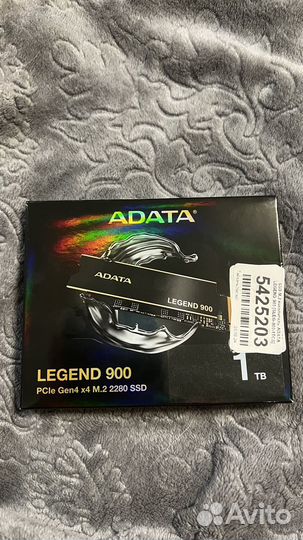 ADATA
ADATA
LEGEND 900
5425203
LEGEND 900
PCIe Gen4 x4 M.2 2280 SSD
1
TB
Avito